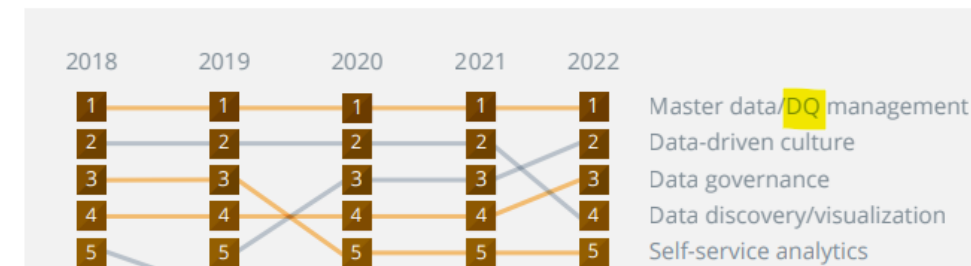 2018 2019 2020 2021 2022
1 1 1 1 1 Master data/DQ management
2 2 2 2 2 Data-driven culture
3 3 3 3 3 Data governance
4 4 4 4 4 Data discovery/visualization
5 5 5 5 5 Self-service analytics